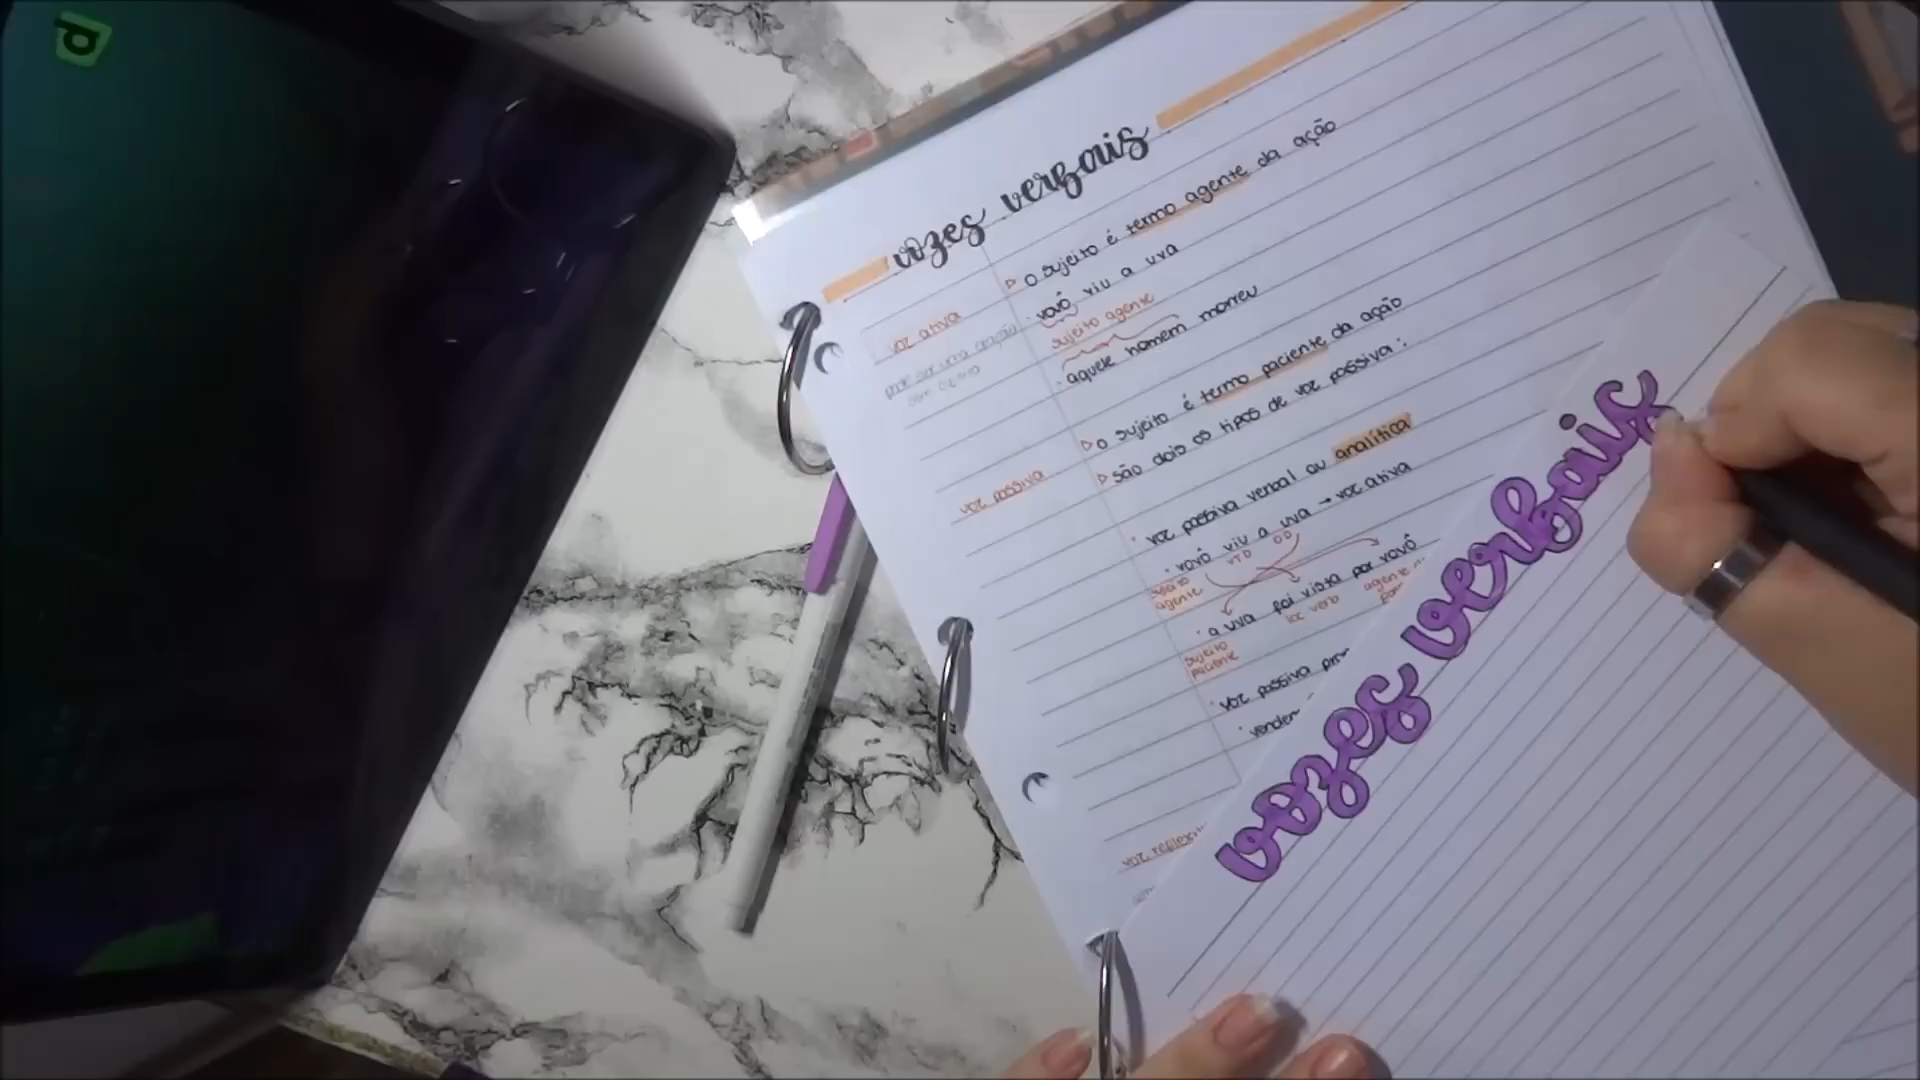 vozes verbais
voz ativa
▷ o sujeito é termo agente da ação
· vovô viu a uva
sujeito agente
· aquele homem morreu
voz passiva
▷ o sujeito é termo paciente da ação
▷ são dois os tipos de voz passiva:
· voz passiva verbal ou analítica
· vovô viu a uva → voz ativa
sujeito agente
VTD OD
· a uva foi vista por vovô
sujeito paciente
loc verb
agente
· voz passiva
voz
vozes verbais